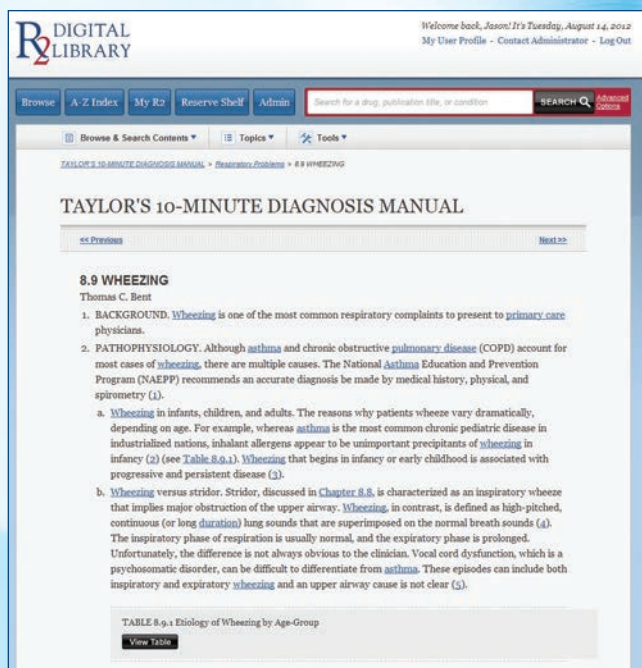 R2 DIGITAL
LIBRARY
Welcome back, Jason! It's Tuesday, August 14, 2012
My User Profile - Contact Administrator - Log Out
Browse A-Z Index My R2 Reserve Shelf Admin Search for a drug, publication title, or condition SEARCH Advanced Options
Browse & Search Contents Topics Tools
TAYLOR'S 10-MINUTE DIAGNOSIS MANUAL » Respiratory Problems » 8.9 WHEEZING
TAYLOR'S 10-MINUTE DIAGNOSIS MANUAL
<< Previous Next >>
8.9 WHEEZING
Thomas C. Bent
1. BACKGROUND. Wheezing is one of the most common respiratory complaints to present to primary care
physicians.
2. PATHOPHYSIOLOGY. Although asthma and chronic obstructive pulmonary disease (COPD) account for
most cases of wheezing, there are multiple causes. The National Asthma Education and Prevention
Program (NAEPP) recommends an accurate diagnosis be made by medical history, physical, and
spirometry (1).
a. Wheezing in infants, children, and adults. The reasons why patients wheeze vary dramatically,
depending on age. For example, whereas asthma is the most common chronic pediatric disease in
industrialized nations, inhalant allergens appear to be unimportant precipitants of wheezing in
infancy (2) (see Table 8.9.1). Wheezing that begins in infancy or early childhood is associated with
progressive and persistent disease (3).
b. Wheezing versus stridor. Stridor, discussed in Chapter 8.8, is characterized as an inspiratory wheeze
that implies major obstruction of the upper airway. Wheezing, in contrast, is defined as high-pitched,
continuous (or long duration) lung sounds that are superimposed on the normal breath sounds (4).
The inspiratory phase of respiration is usually normal, and the expiratory phase is prolonged.
Unfortunately, the difference is not always obvious to the clinician. Vocal cord dysfunction, which is a
psychosomatic disorder, can be difficult to differentiate from asthma. These episodes can include both
inspiratory and expiratory wheezing and an upper airway cause is not clear (5).
TABLE 8.9.1 Etiology of Wheezing by Age-Group
View Table